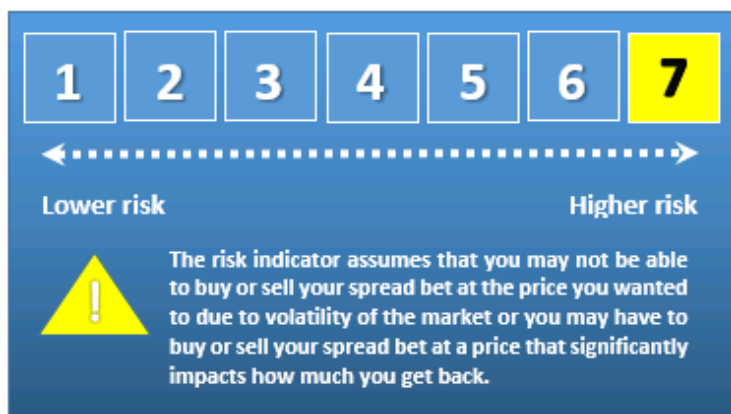 1 2 3 4 5 6 7
Lower risk Higher risk
!
The risk indicator assumes that you may not be able
to buy or sell your spread bet at the price you wanted
to due to volatility of the market or you may have to
buy or sell your spread bet at a price that significantly
impacts how much you get back.